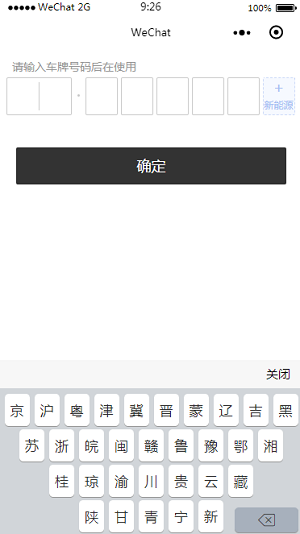 ●●●●● WeChat 2G 9:26 100%
WeChat
请输入车牌号码后在使用
+
新能源
确定
关闭
京 沪 粤 津 冀 晋 蒙 辽 吉 黑
苏 浙 皖 闽 赣 鲁 豫 鄂 湘
桂 琼 渝 川 贵 云 藏
陕 甘 青 宁 新